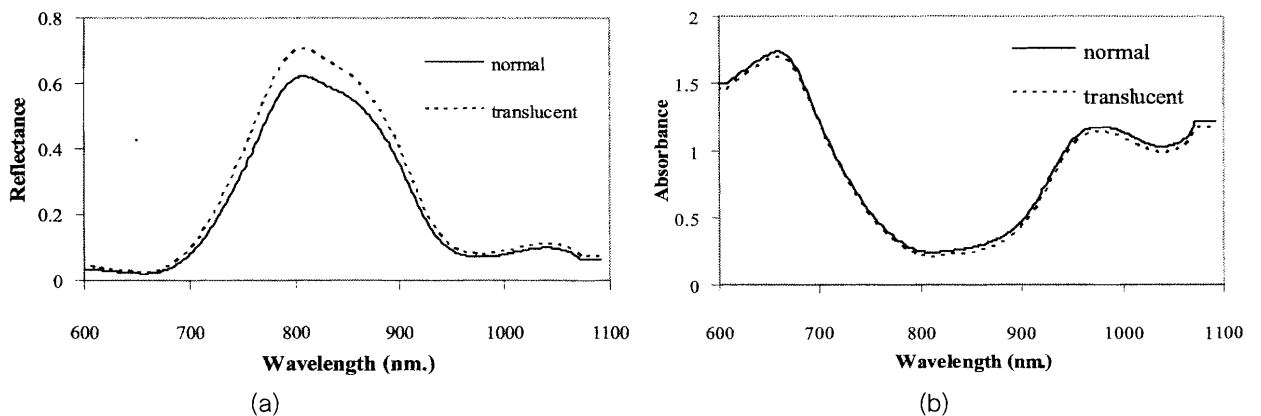 0.8
0.6
0.4
0.2
0
Reflectance
normal
translucent
600 700 800 900 1000 1100
Wavelength (nm.)
(a)
2
1.5
1
0.5
0
Absorbance
normal
translucent
600 700 800 900 1000 1100
Wavelength (nm.)
(b)